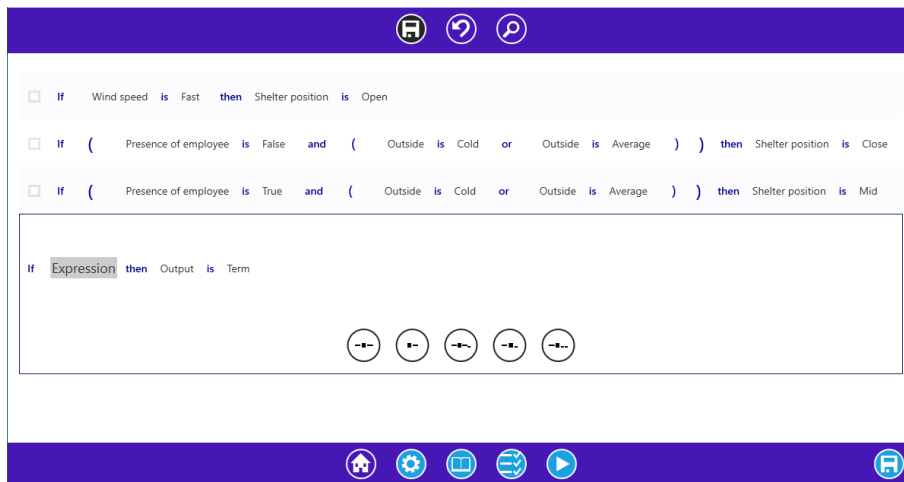 If Wind speed is Fast then Shelter position is Open
If ( Presence of employee is False and ( Outside is Cold or Outside is Average ) ) then Shelter position is Close
If ( Presence of employee is True and ( Outside is Cold or Outside is Average ) ) then Shelter position is Mid
If Expression then Output is Term